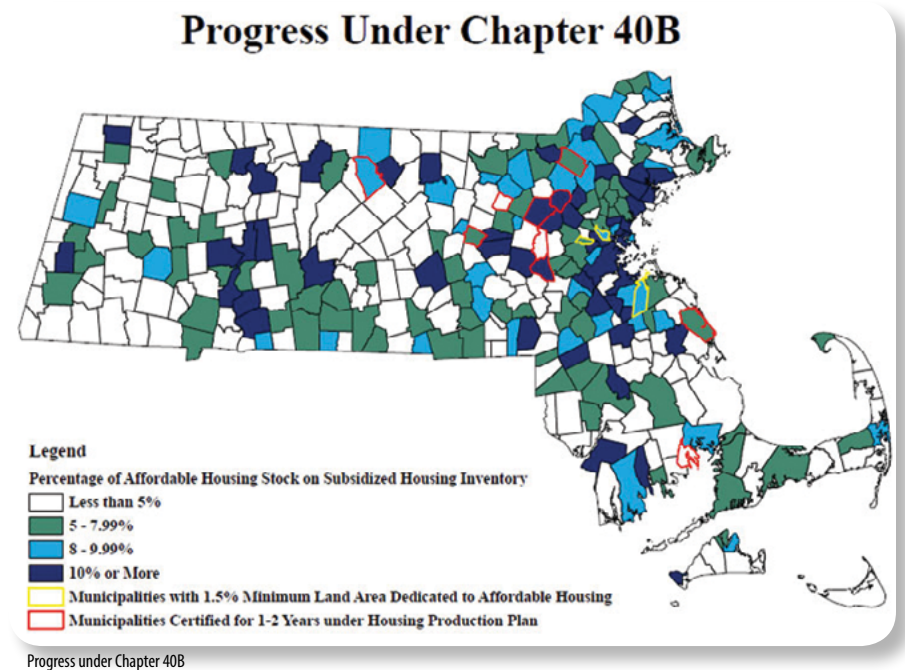 Progress Under Chapter 40B
Legend
Percentage of Affordable Housing Stock on Subsidized Housing Inventory
Less than 5%
5 - 7.99%
8 - 9.99%
10% or More
Municipalities with 1.5% Minimum Land Area Dedicated to Affordable Housing
Municipalities Certified for 1-2 Years under Housing Production Plan
Progress under Chapter 40B